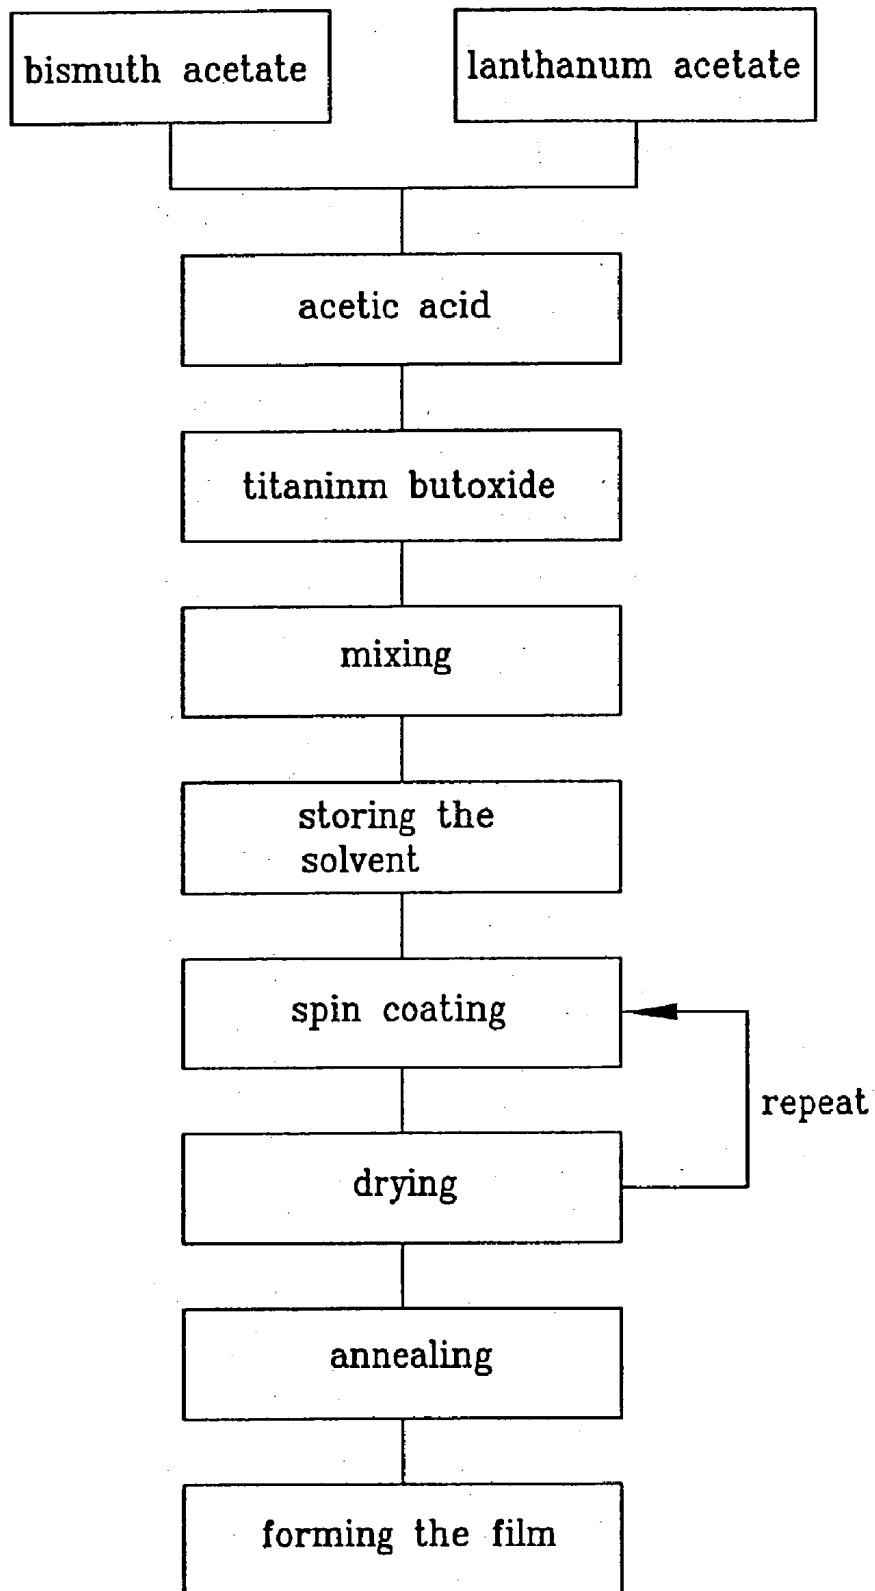 bismuth acetate
lanthanum acetate
acetic acid
titaninm butoxide
mixing
storing the
solvent
spin coating
repeat
drying
annealing
forming the film